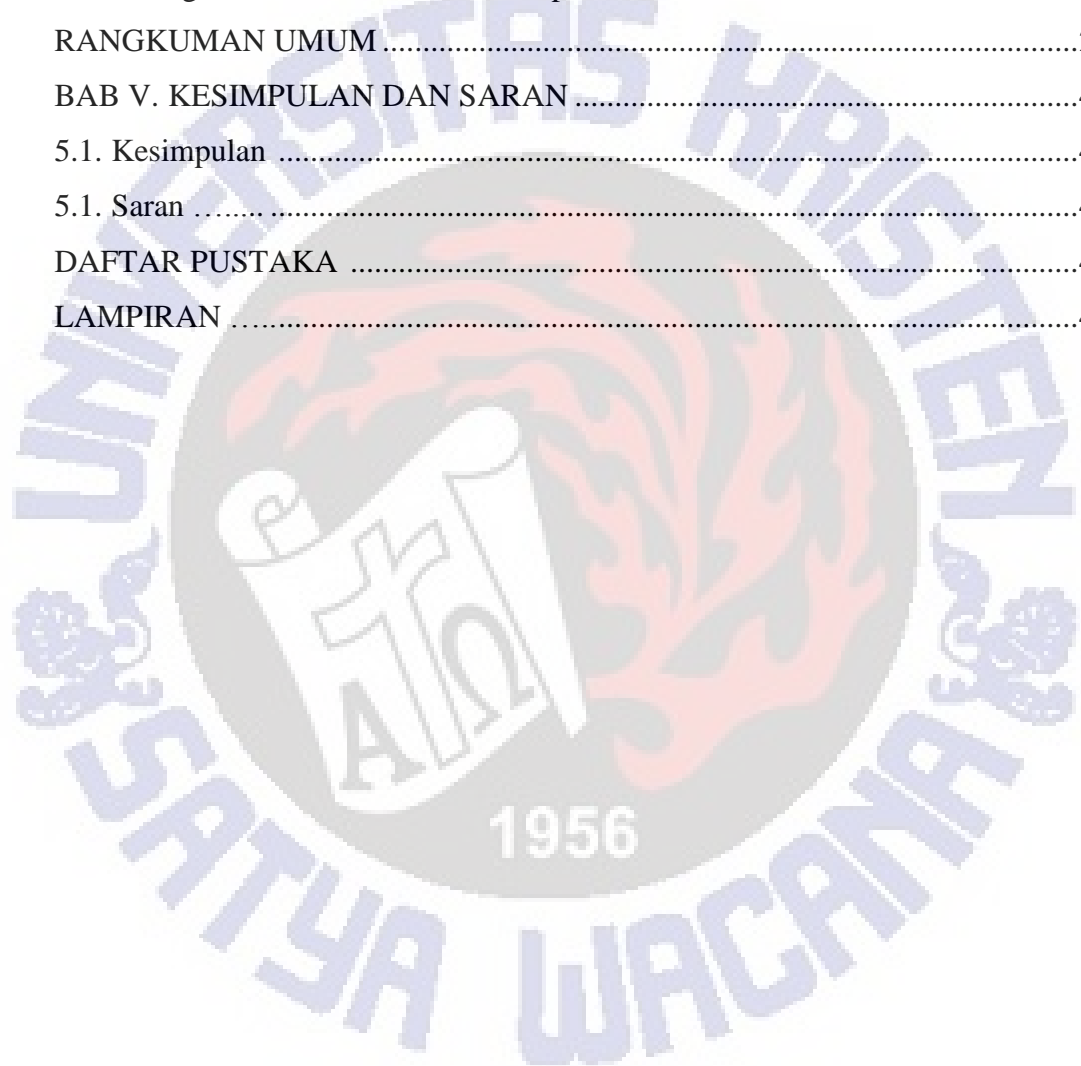 RANGKUMAN UMUM ..........................................................................................
BAB V. KESIMPULAN DAN SARAN ................................................................
5.1. Kesimpulan ........................................................................................................
5.1. Saran …..... .........................................................................................................
DAFTAR PUSTAKA ...............................................................................................
LAMPIRAN …........................................................................................................
UNIVERSITAS KRISTEN
Α Ω
1956
SATYA WACANA